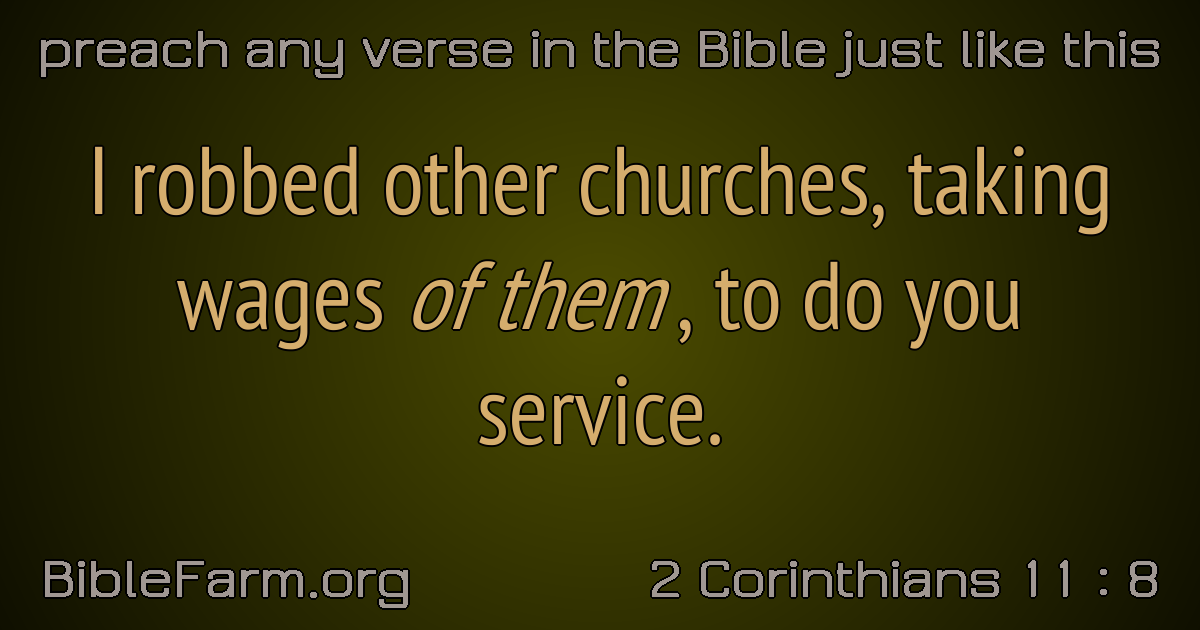 preach any verse in the Bible just like this
I robbed other churches, taking
wages of them, to do you
service.
BibleFarm.org
2 Corinthians 11 : 8